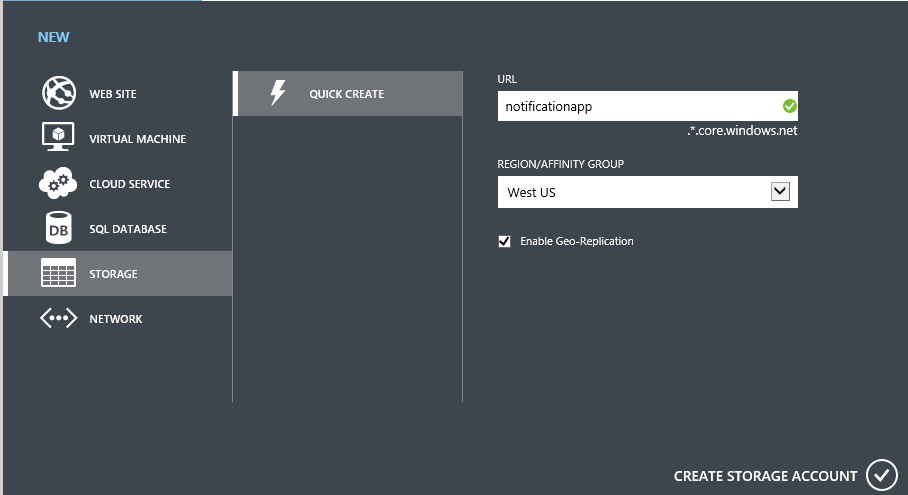 NEW
WEB SITE
VIRTUAL MACHINE
CLOUD SERVICE
DB
SQL DATABASE
STORAGE
NETWORK
QUICK CREATE
URL
notificationapp
.*.core.windows.net
REGION/AFFINITY GROUP
West US
Enable Geo-Replication
CREATE STORAGE ACCOUNT